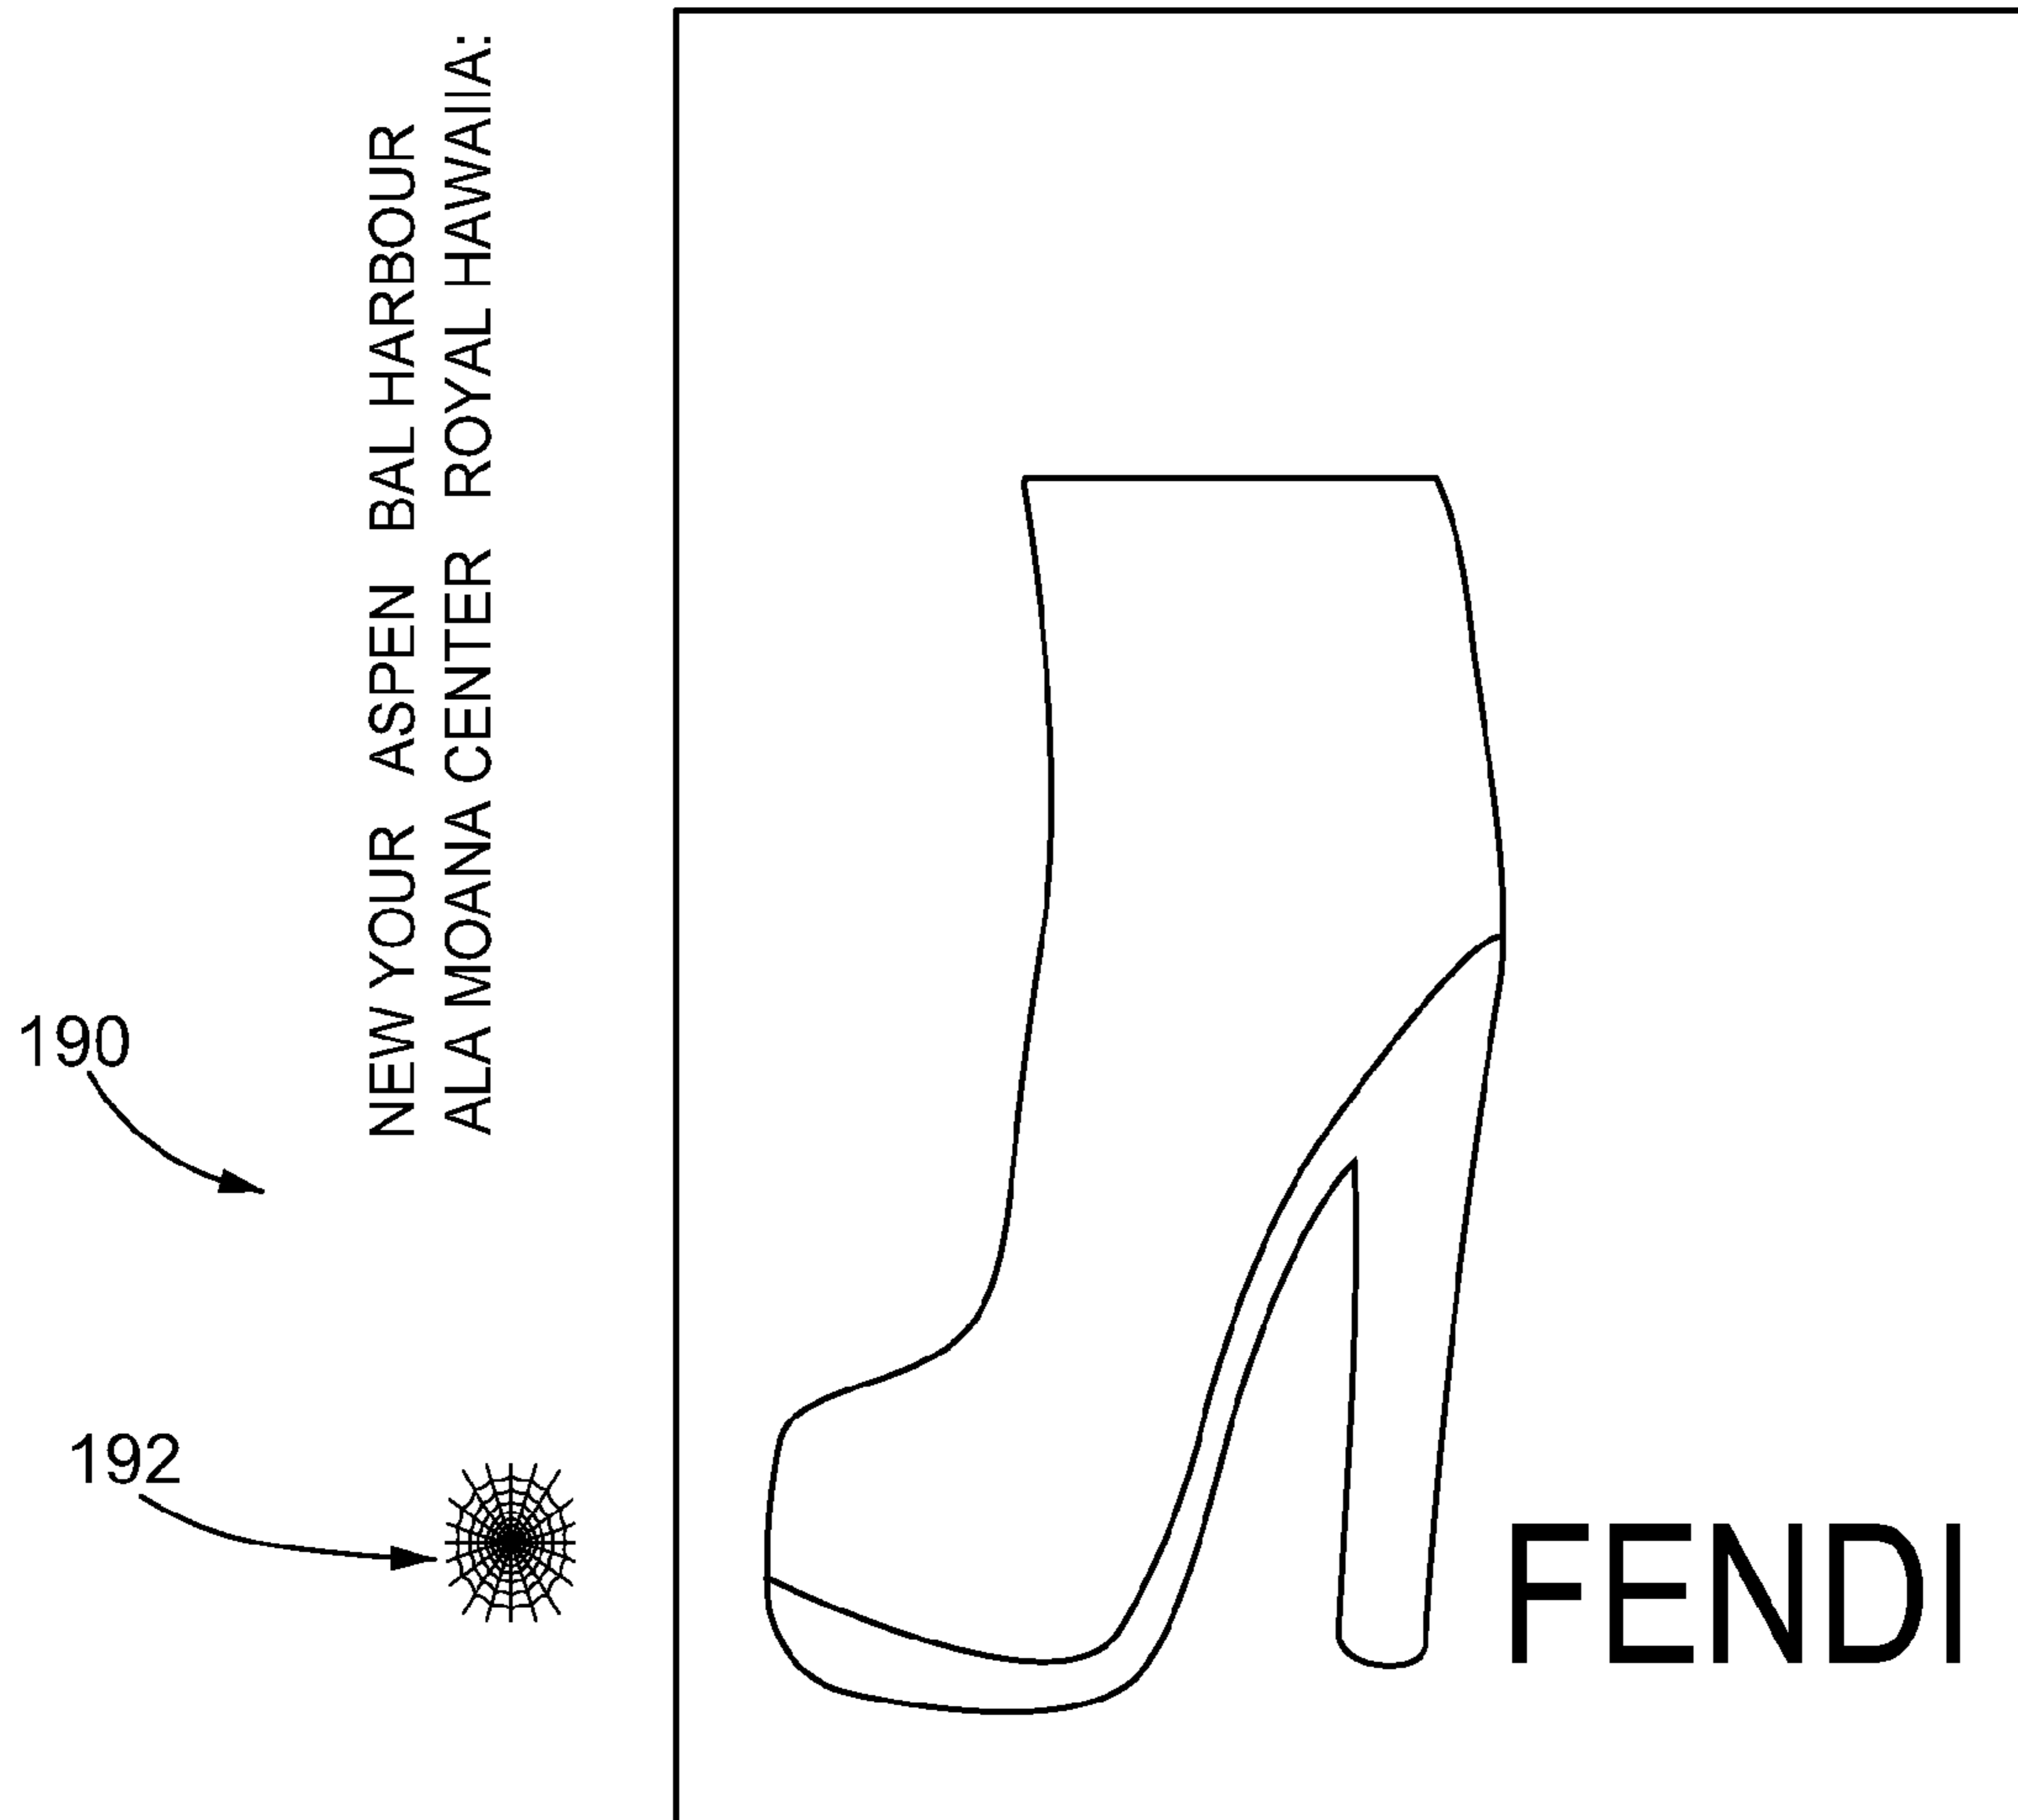 NEW YOUR ASPEN BAL HARBOUR
ALA MOANA CENTER ROYAL HAWAIIA:
190
192
FENDI